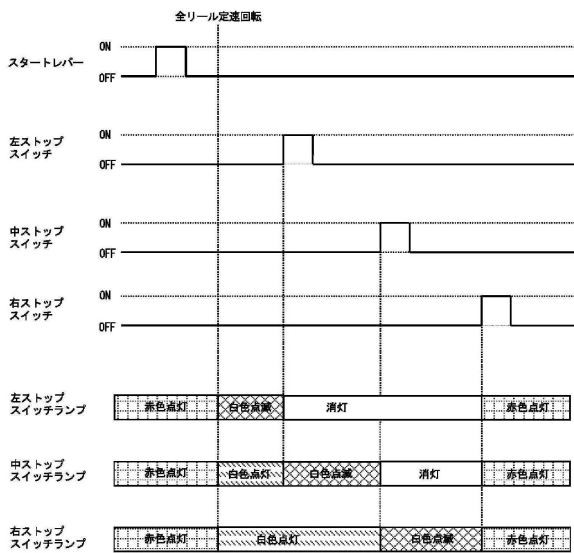 全リール定速回転
スタートレバー
ON
OFF
左ストップ
スイッチ
ON
OFF
中ストップ
スイッチ
ON
OFF
右ストップ
スイッチ
ON
OFF
左ストップ
スイッチランプ
赤色点灯
白色点滅
消灯
赤色点灯
中ストップ
スイッチランプ
赤色点灯
白色点灯
白色点滅
消灯
赤色点灯
右ストップ
スイッチランプ
赤色点灯
白色点灯
白色点滅
赤色点灯